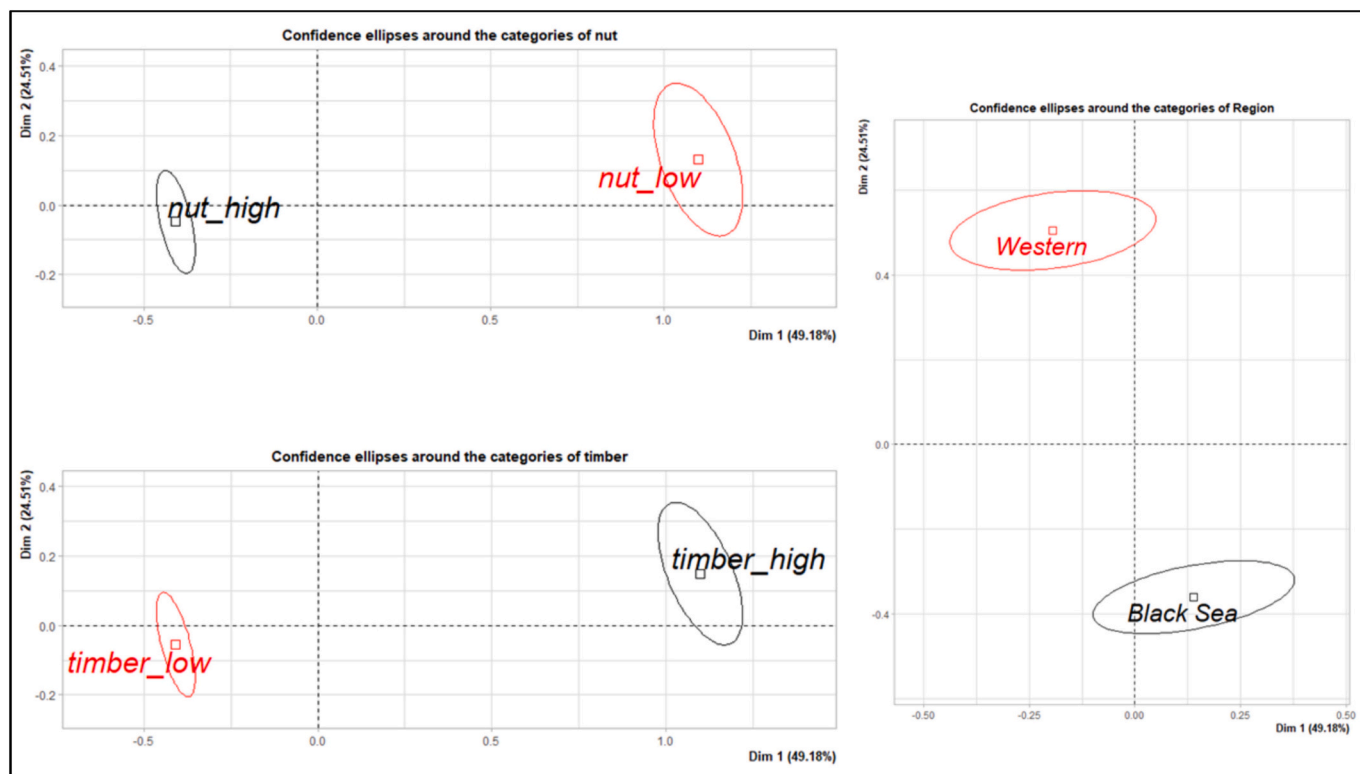 Confidence ellipses around the categories of nut
Dim 2 (24.51%)
0.4
0.2
0.0
-0.2
nut_high
nut_low
-0.5
0.0
0.5
1.0
Dim 1 (49.18%)
Confidence ellipses around the categories of timber
Dim 2 (24.51%)
0.4
0.2
0.0
-0.2
timber_high
timber_low
-0.5
0.0
0.5
1.0
Dim 1 (49.18%)
Confidence ellipses around the categories of Region
Dim 2 (24.51%)
0.4
0.0
-0.4
Western
Black Sea
-0.50
-0.25
0.00
0.25
0.50
Dim 1 (49.18%)